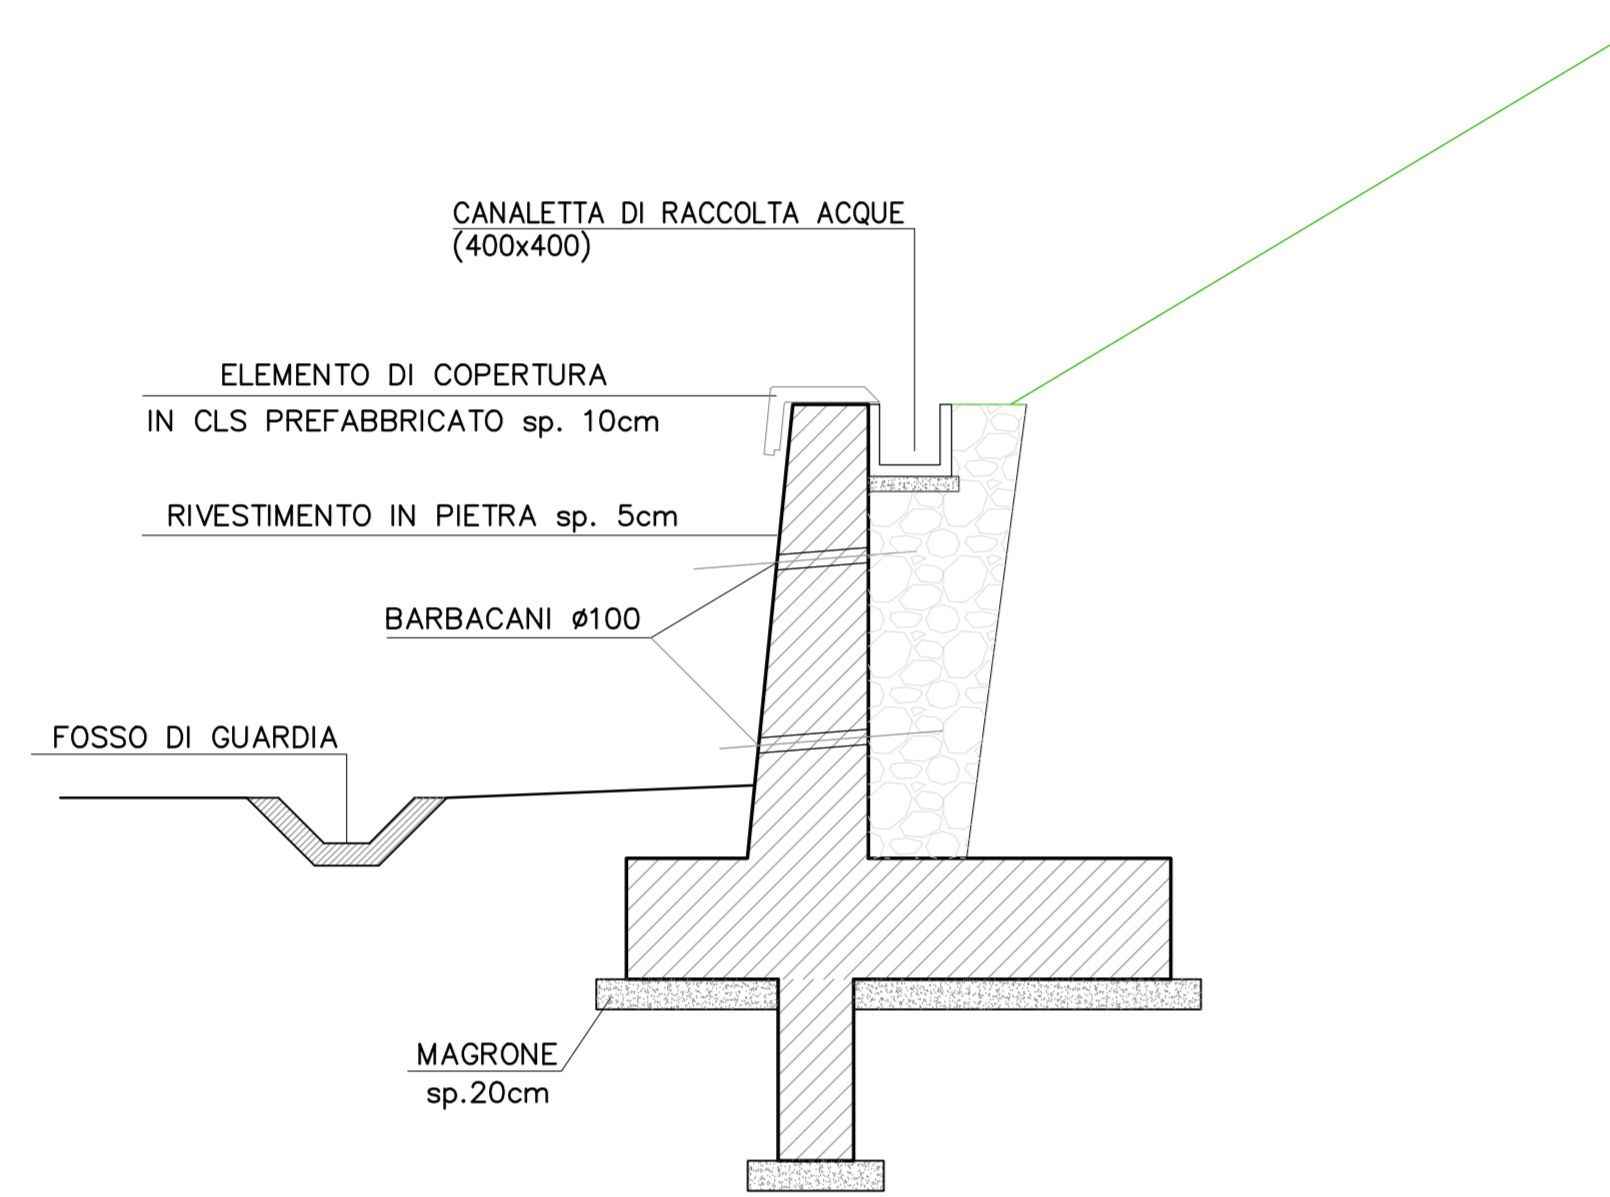 CANALETTA DI RACCOLTA ACQUE
(400x400)
ELEMENTO DI COPERTURA
IN CLS PREFABBRICATO sp. 10cm
RIVESTIMENTO IN PIETRA sp. 5cm
BARBACANI ø100
FOSSO DI GUARDIA
MAGRONE
sp.20cm